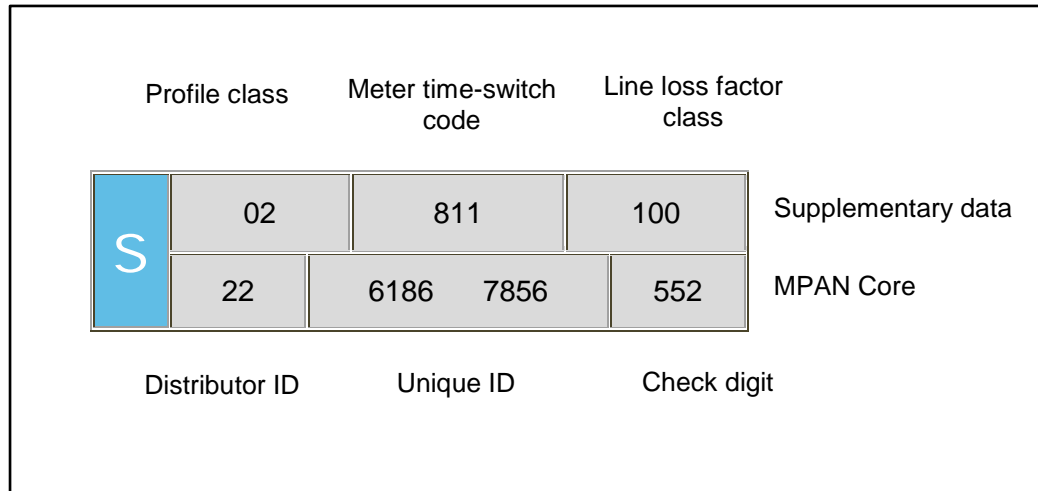 Profile class Meter time-switch code Line loss factor class
S
02 811 100 Supplementary data
22 6186 7856 552 MPAN Core
Distributor ID Unique ID Check digit